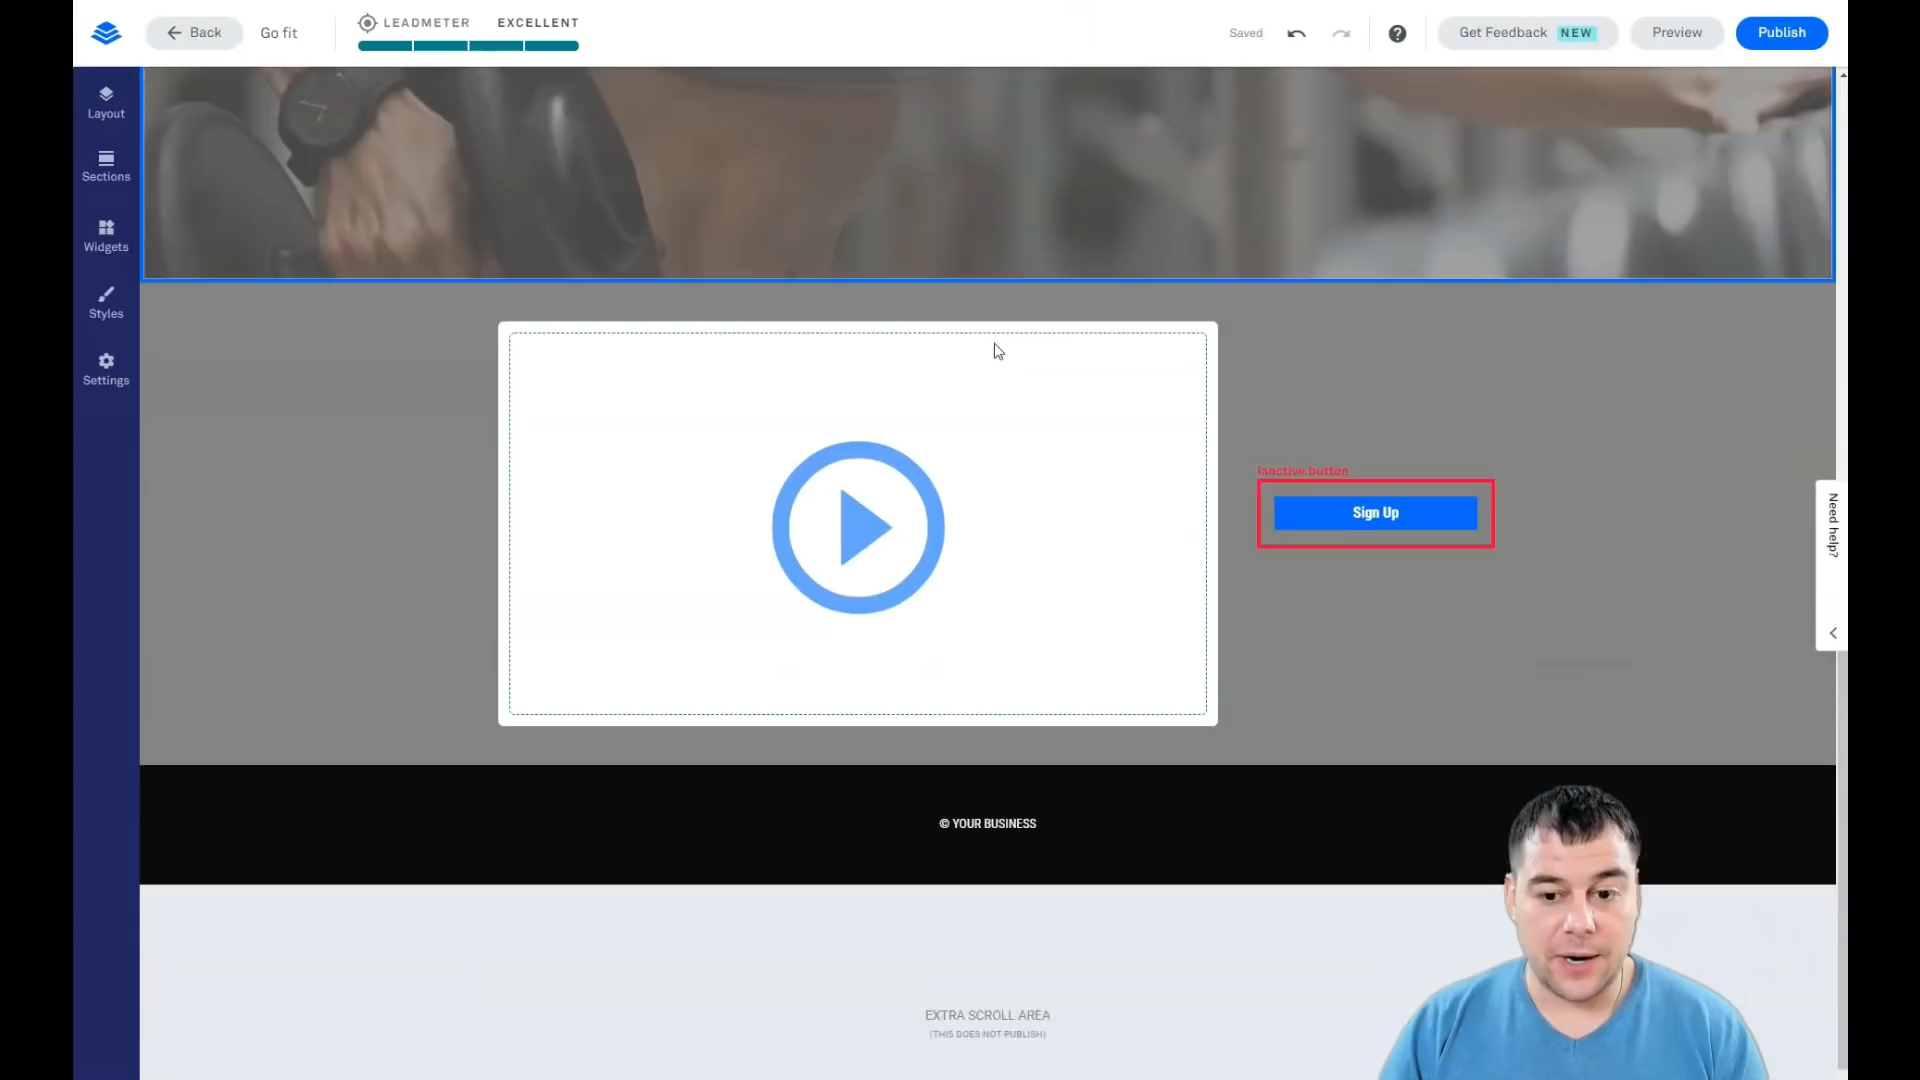 Back
Go fit
LEADMETER
EXCELLENT
Saved
Get Feedback NEW
Preview
Publish
Layout
Sections
Widgets
Styles
Settings
Inactive button
Sign Up
Need help?
© YOUR BUSINESS
EXTRA SCROLL AREA
(THIS DOES NOT PUBLISH)